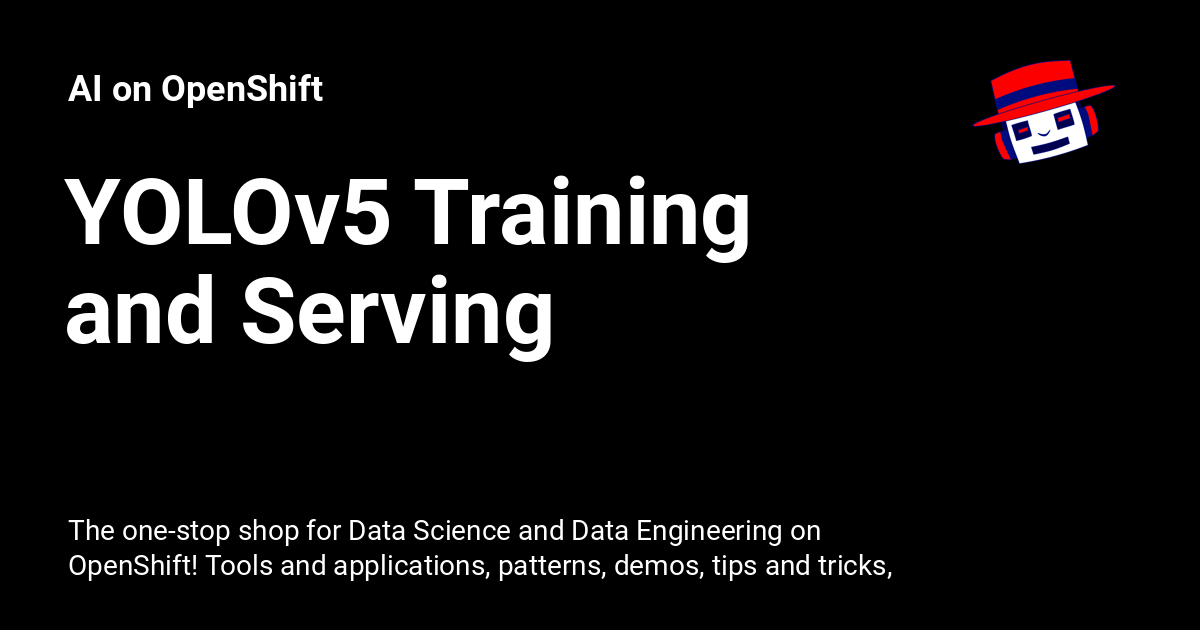 AI on OpenShift
YOLOv5 Training
and Serving
The one-stop shop for Data Science and Data Engineering on
OpenShift! Tools and applications, patterns, demos, tips and tricks,